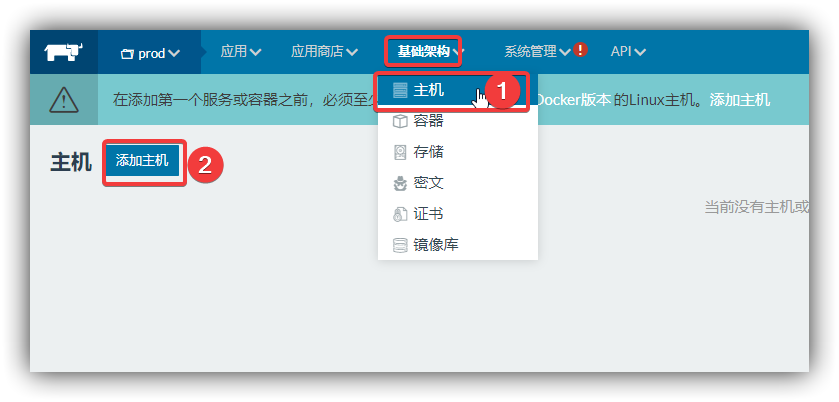 prod 应用 应用商店 基础架构 系统管理 ! API
在添加第一个服务或容器之前，必须至少 Docker版本 的Linux主机。添加主机
主机 1
容器
存储
密文
证书
镜像库
主机 添加主机 2
当前没有主机或